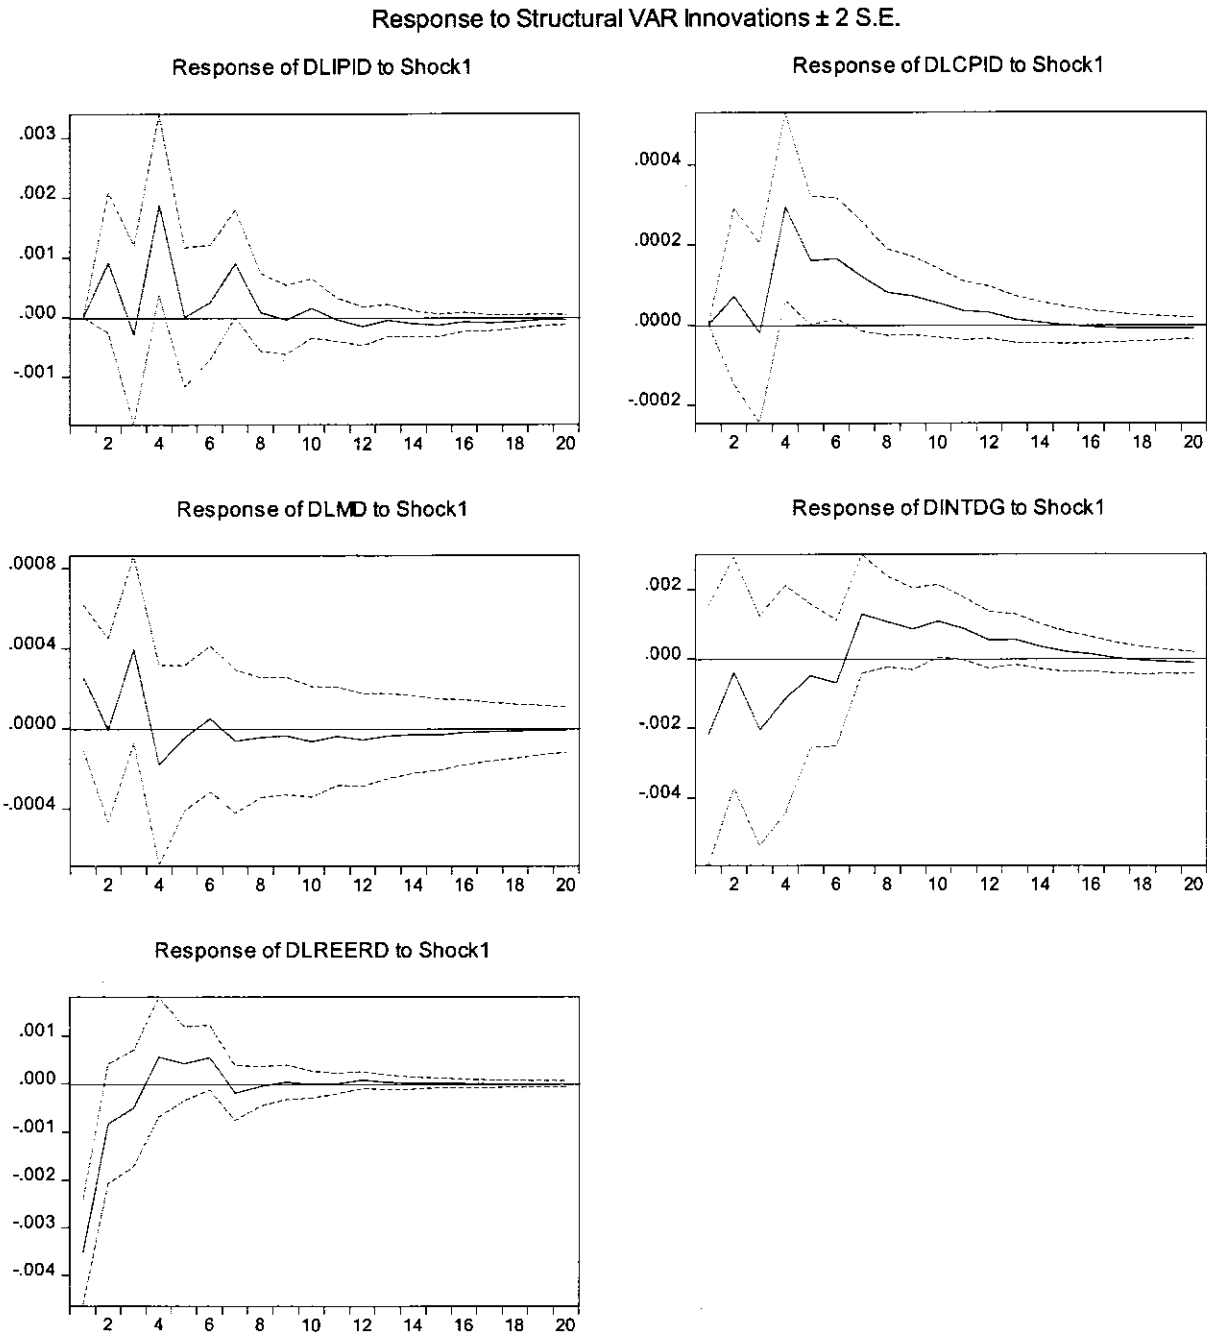 Response to Structural VAR Innovations ± 2 S.E.
Response of DLIPID to Shock1
.003
.002
.001
.000
-.001
2 4 6 8 10 12 14 16 18 20
Response of DLCPID to Shock1
.0004
.0002
.0000
-.0002
2 4 6 8 10 12 14 16 18 20
Response of DLMD to Shock1
.0008
.0004
.0000
-.0004
2 4 6 8 10 12 14 16 18 20
Response of DINTDG to Shock1
.002
.000
-.002
-.004
2 4 6 8 10 12 14 16 18 20
Response of DLREERD to Shock1
.001
.000
-.001
-.002
-.003
-.004
2 4 6 8 10 12 14 16 18 20